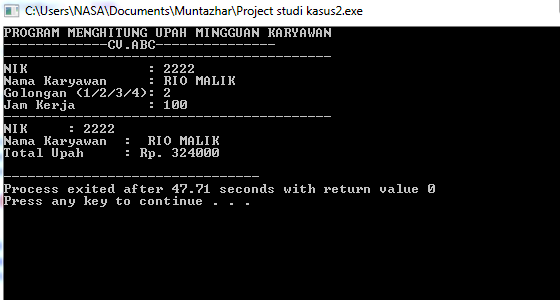 C:\Users\NASA\Documents\Muntazhar\Project studi kasus2.exe
PROGRAM MENGHITUNG UPAH MINGGUAN KARYAWAN
-------------CV.ABC---------------
-----------------------------------------
NIK : 2222
Nama Karyawan : RIO MALIK
Golongan (1/2/3/4): 2
Jam Kerja : 100
-----------------------------------------
NIK : 2222
Nama Karyawan : RIO MALIK
Total Upah : Rp. 324000
--------------------------------
Process exited after 47.71 seconds with return value 0
Press any key to continue . . .